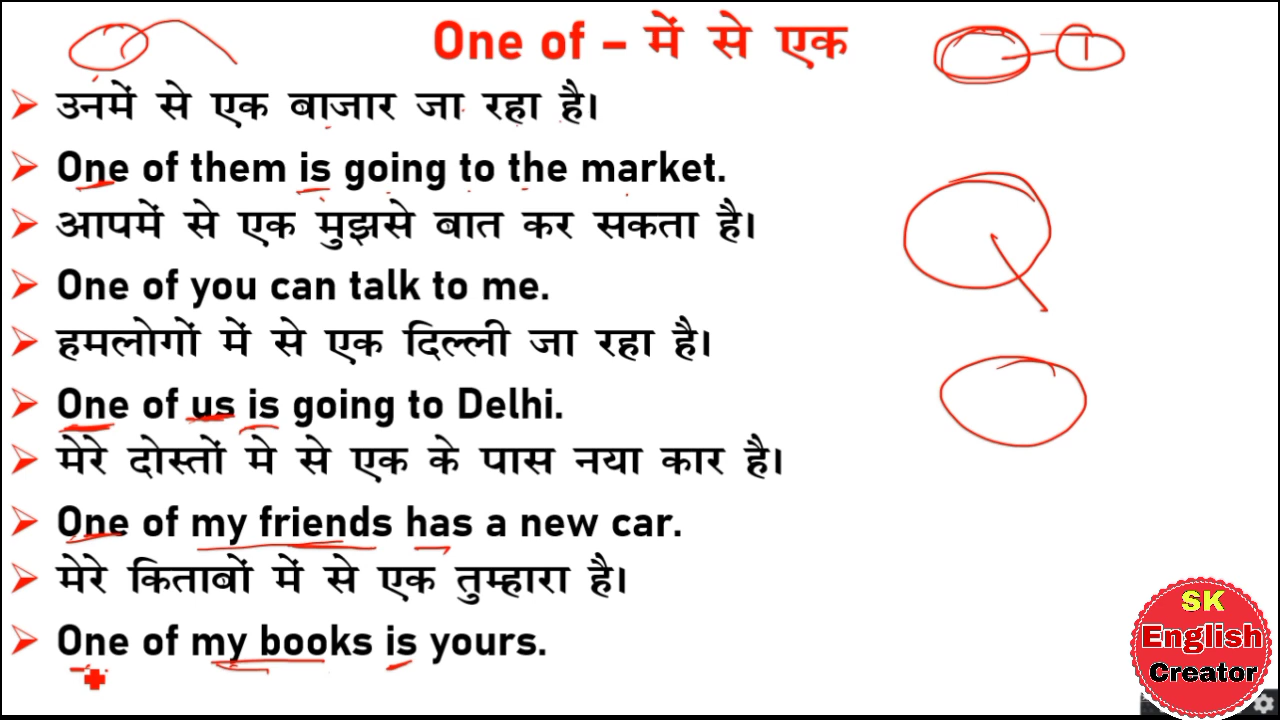 One of – में से एक
उनमें से एक बाजार जा रहा है।
One of them is going to the market.
आपमें से एक मुझसे बात कर सकता है।
One of you can talk to me.
हमलोगों में से एक दिल्ली जा रहा है।
One of us is going to Delhi.
मेरे दोस्तों मे से एक के पास नया कार है।
One of my friends has a new car.
मेरे किताबों में से एक तुम्हारा है।
One of my books is yours.
SK
English
Creator